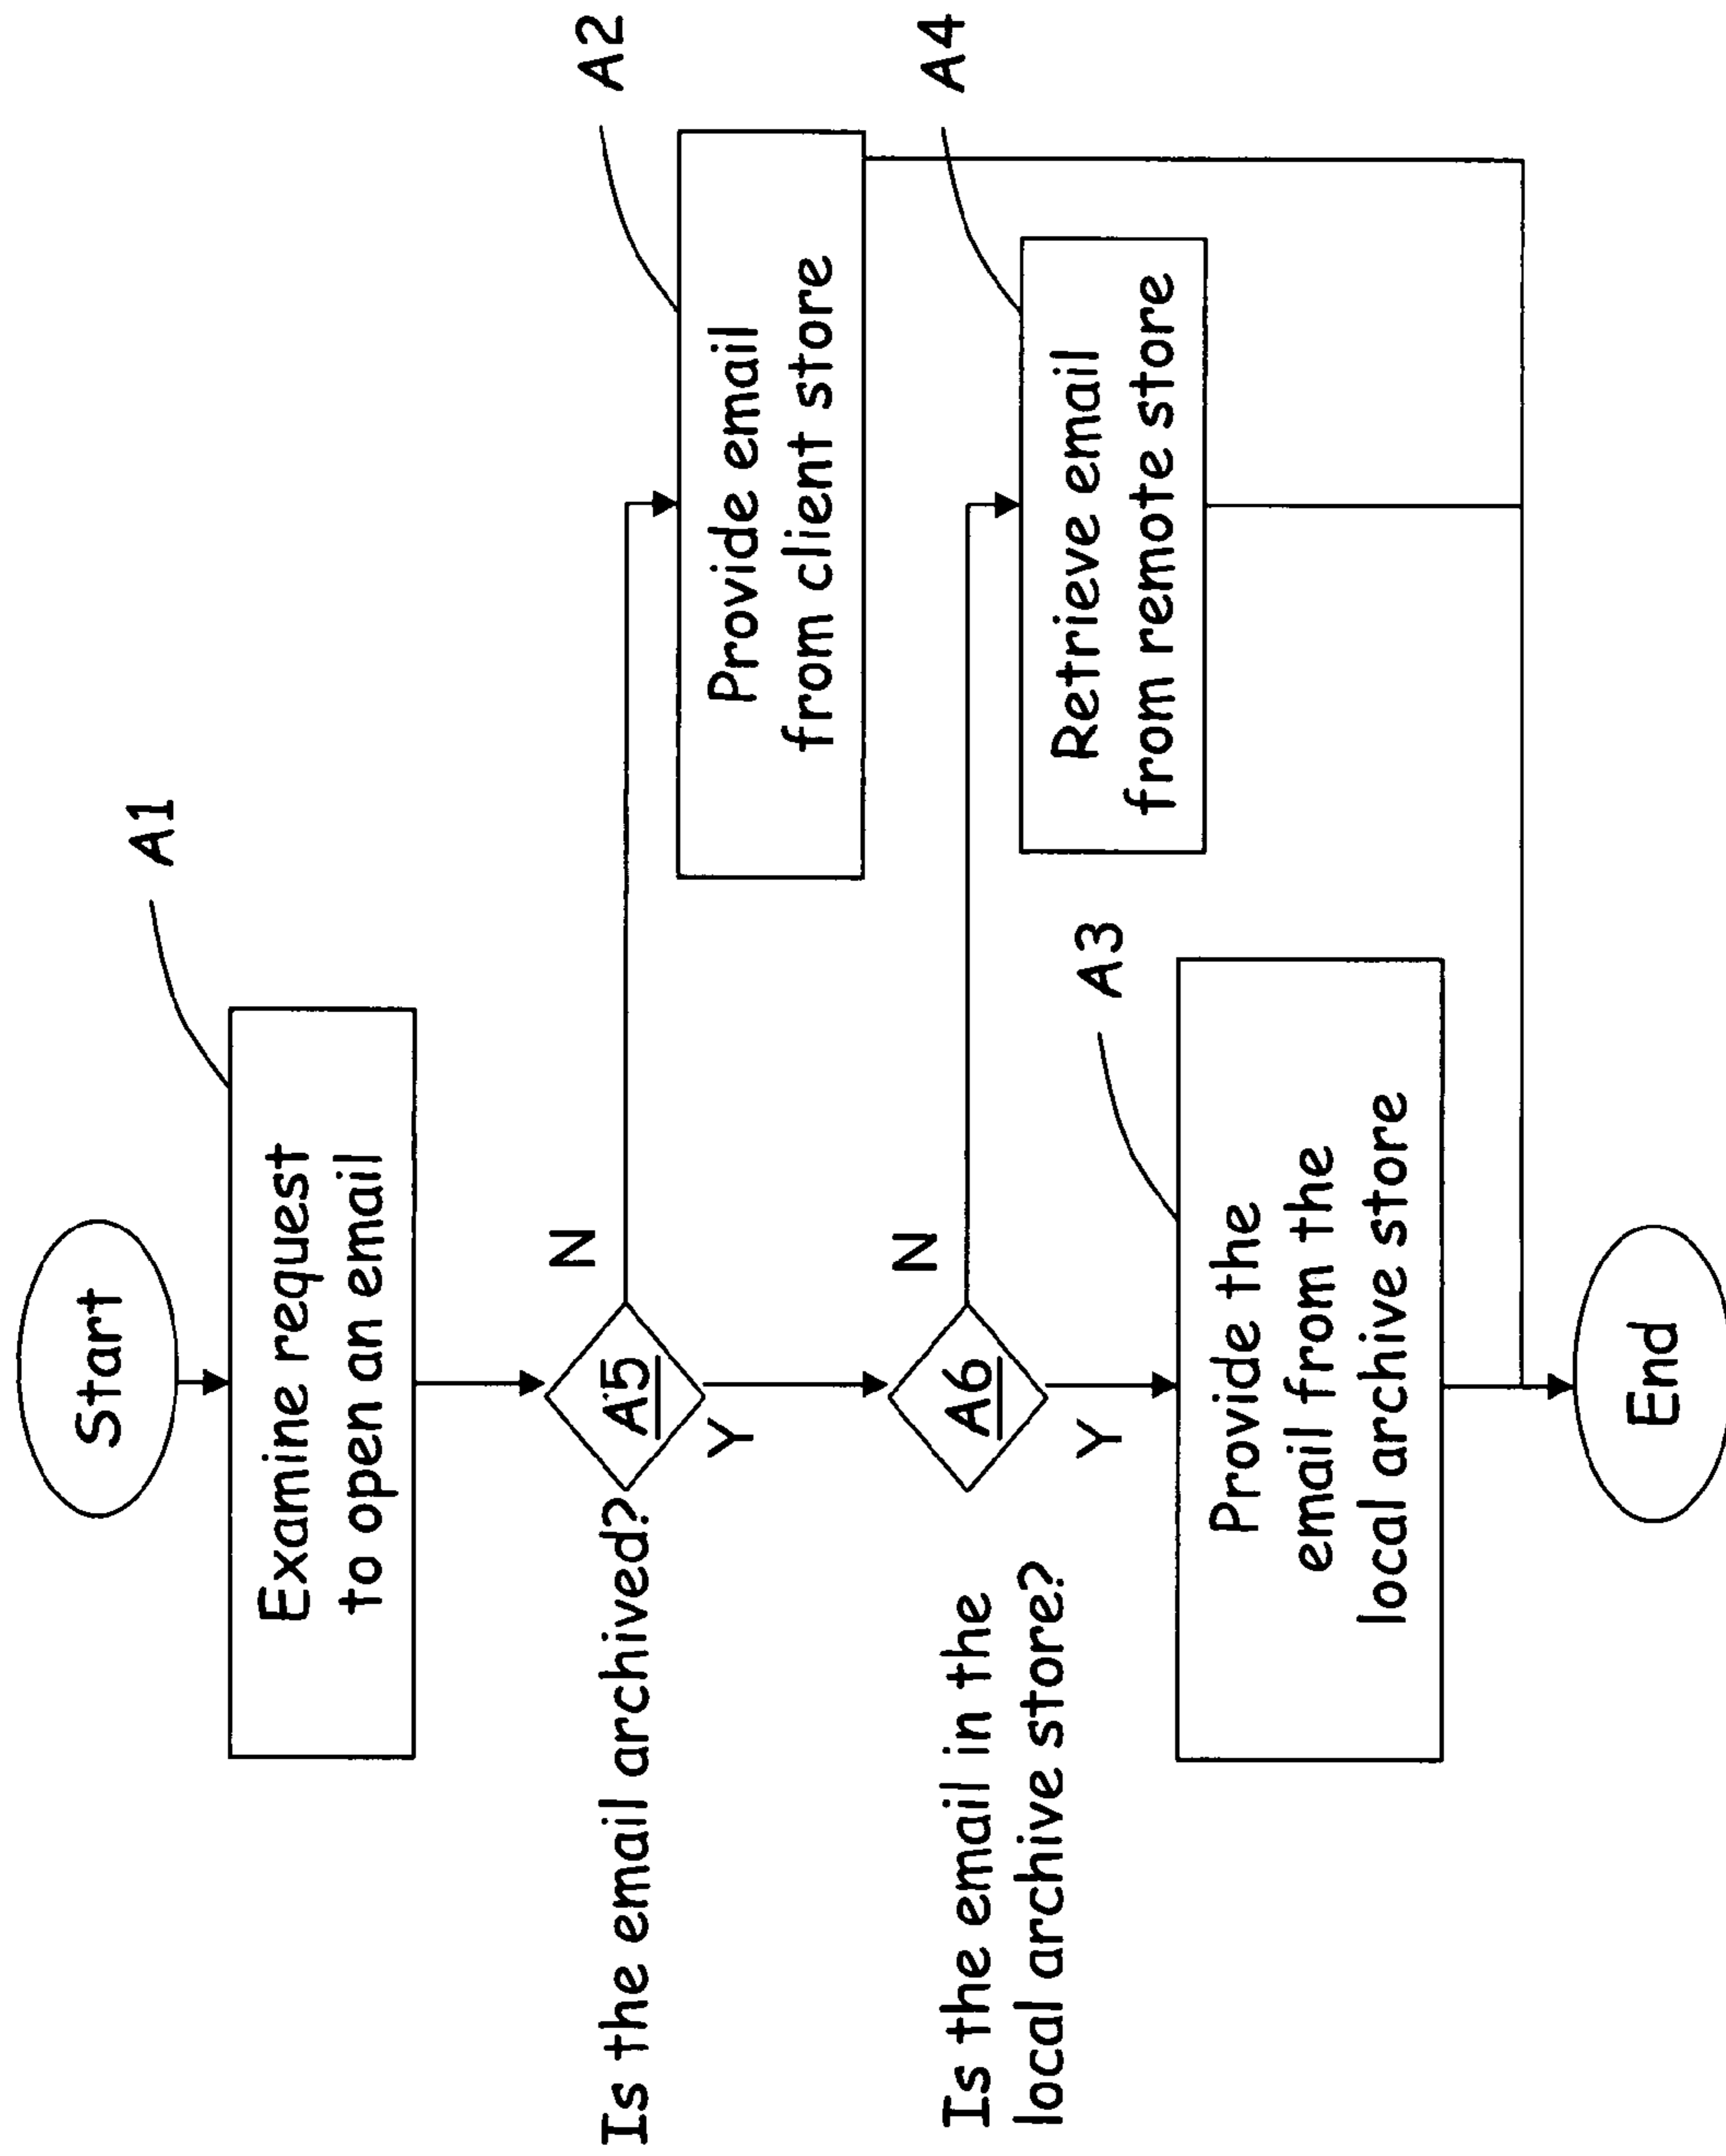 Start
A1
Examine request
to open an email
Is the email archived?
A5
N
Y
A2
Provide email
from client store
Is the email in the
local archive store?
A6
N
Y
A4
Retrieve email
from remote store
A3
Provide the
email from the
local archive store
End